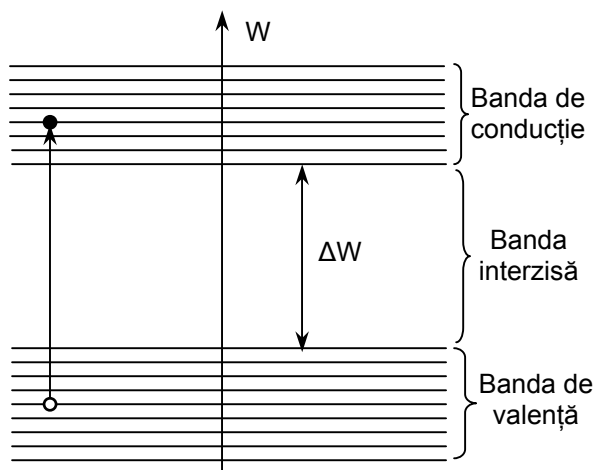 W
Banda de
conducție
ΔW
Banda
interzisă
Banda de
valență